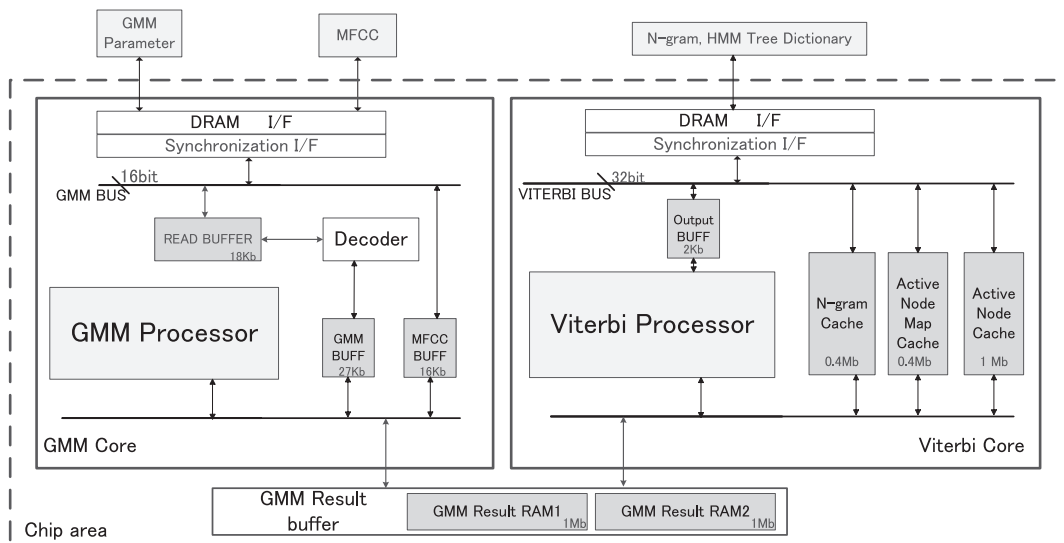 GMM
Parameter
MFCC
N-gram, HMM Tree Dictionary
DRAM I/F
Synchronization I/F
16bit
GMM BUS
READ BUFFER
18Kb
Decoder
GMM Processor
GMM
BUFF
27Kb
MFCC
BUFF
16Kb
GMM Core
DRAM I/F
Synchronization I/F
32bit
VITERBI BUS
Output
BUFF
2Kb
Viterbi Processor
N-gram
Cache
0.4Mb
Active
Node
Map
Cache
0.4Mb
Active
Node
Cache
1 Mb
Viterbi Core
GMM Result
buffer
GMM Result RAM1
1Mb
GMM Result RAM2
1Mb
Chip area